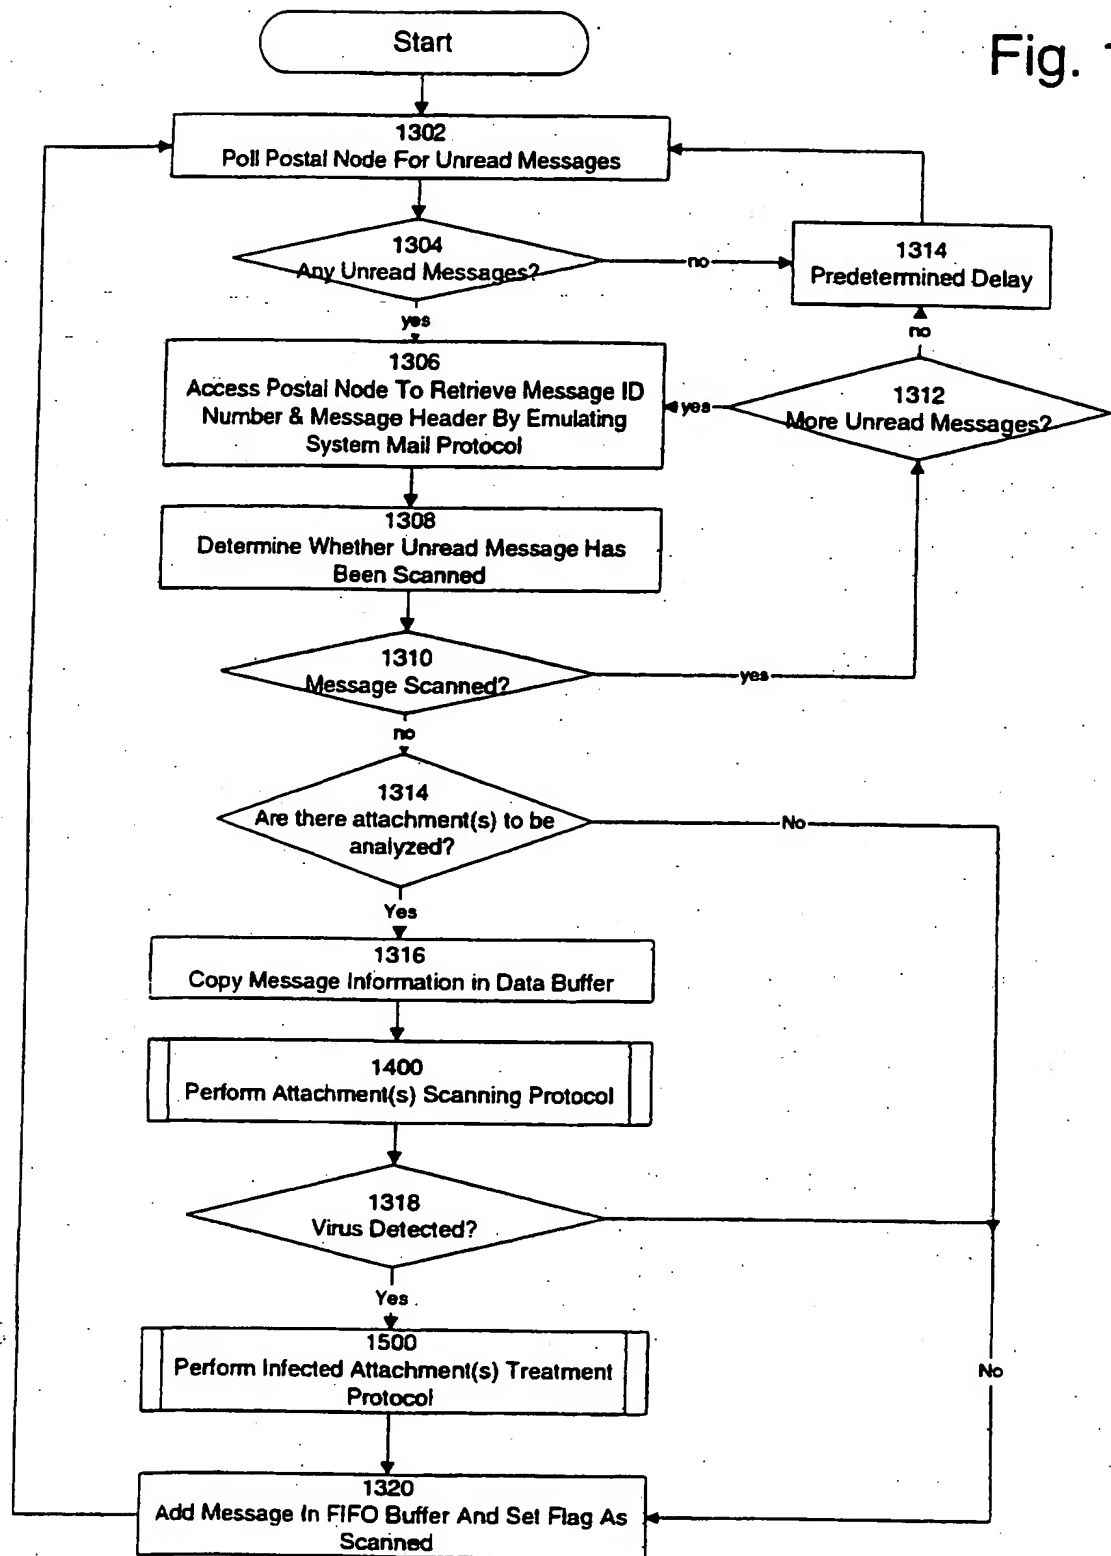 Start
Fig. 1
1302
Poll Postal Node For Unread Messages
1304
Any Unread Messages?
no
1314
Predetermined Delay
yes
no
1306
Access Postal Node To Retrieve Message ID
Number & Message Header By Emulating
System Mail Protocol
yes
1312
More Unread Messages?
1308
Determine Whether Unread Message Has
Been Scanned
1310
Message Scanned?
yes
no
1314
Are there attachment(s) to be
analyzed?
No
Yes
1316
Copy Message Information in Data Buffer
1400
Perform Attachment(s) Scanning Protocol
1318
Virus Detected?
Yes
1500
Perform Infected Attachment(s) Treatment
Protocol
No
1320
Add Message In FIFO Buffer And Set Flag As
Scanned